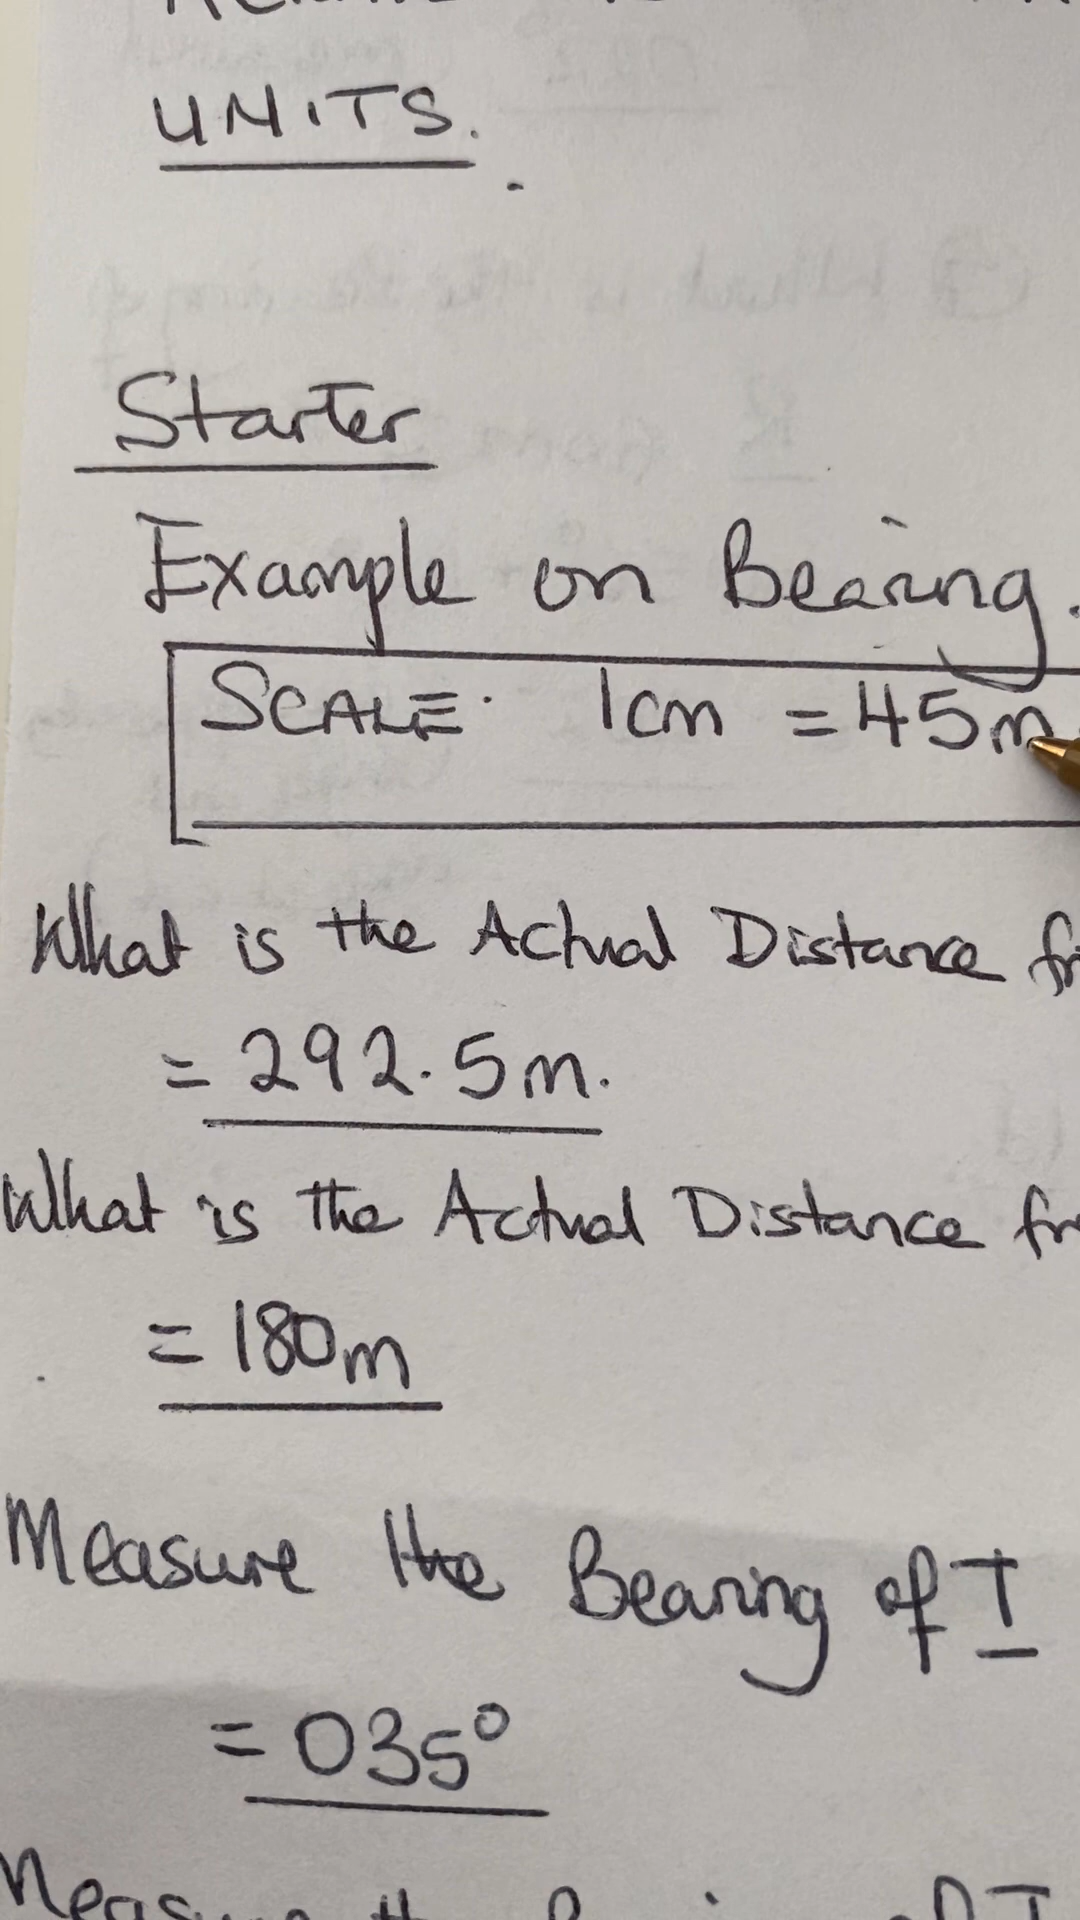 UNITS.
Starter
Example on Bearing.
SCALE. 1cm = 45m
What is the Actual Distance
= 292.5m.
What is the Actual Distance
= 180m
Measure the Bearing of I
= 035°